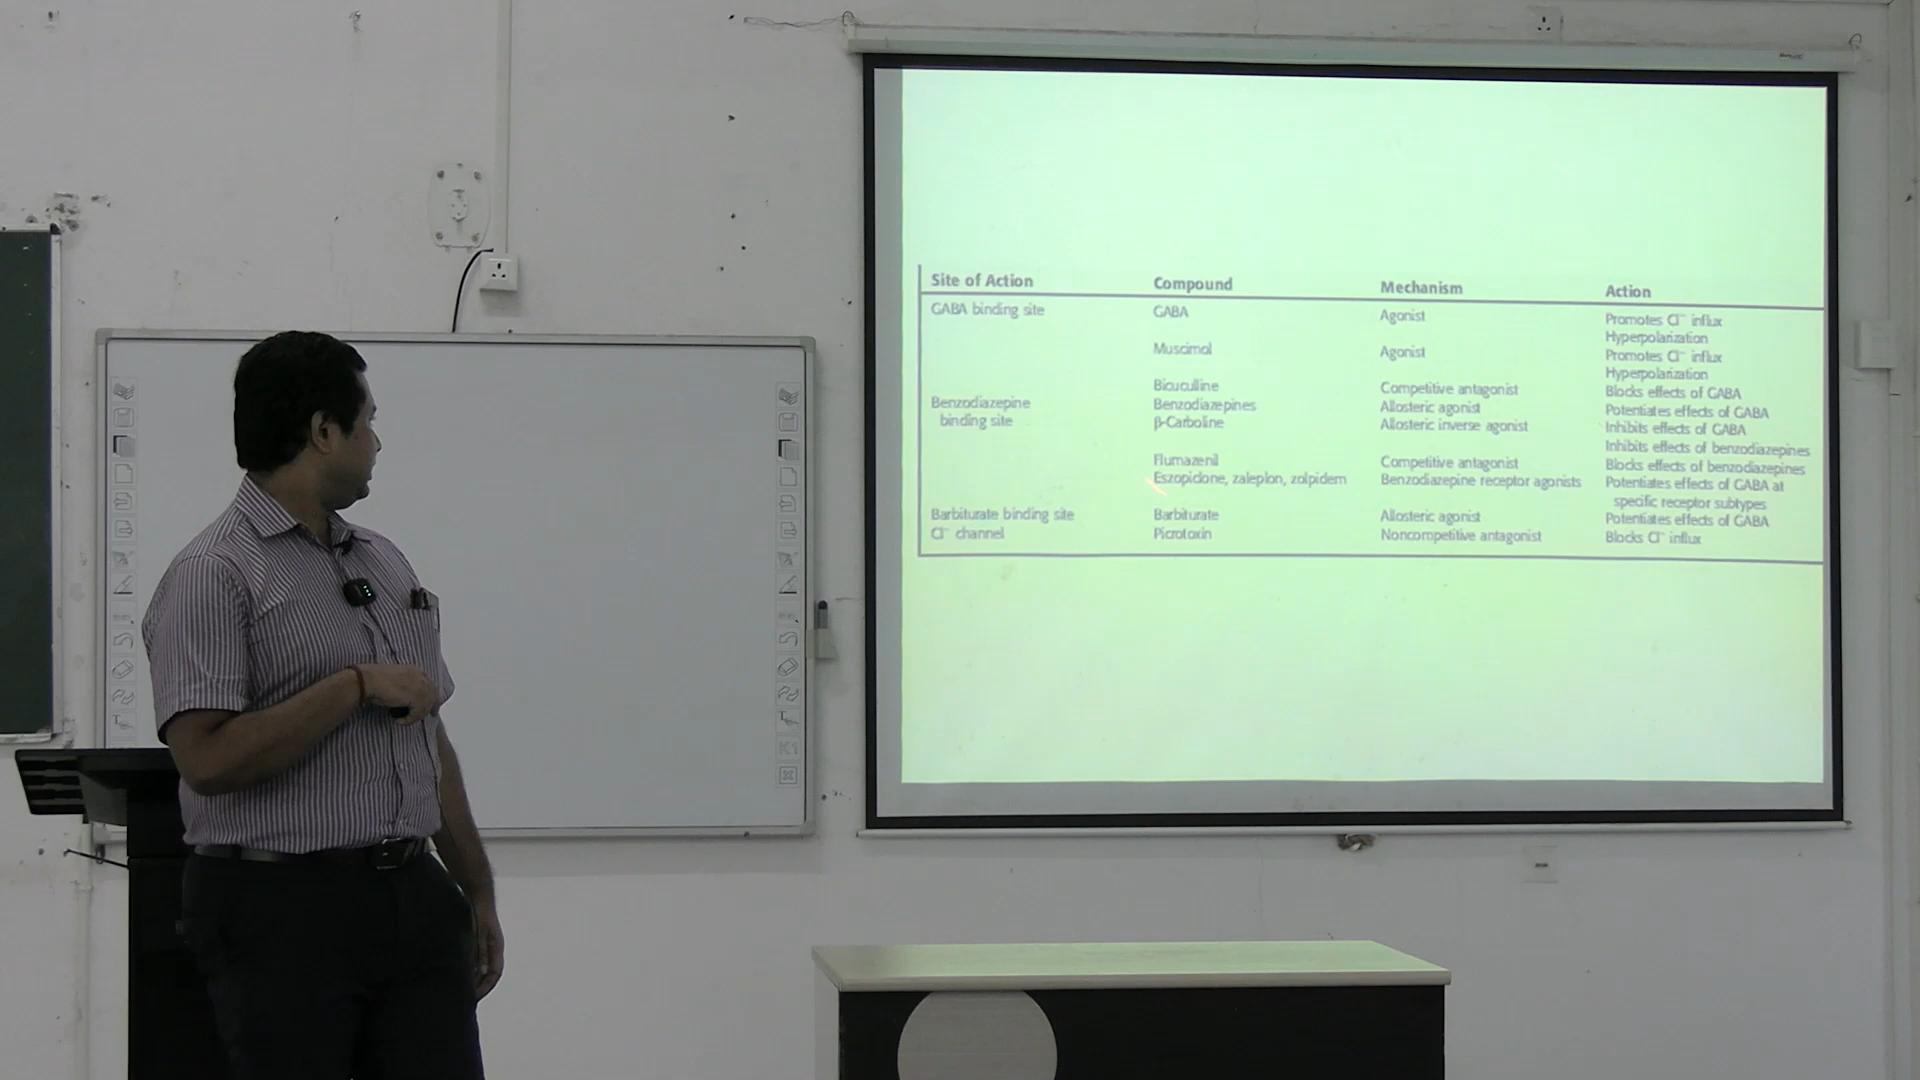 Site of Action Compound Mechanism Action
GABA binding site GABA Agonist Promotes Cl⁻ influx
Hyperpolarization
Muscimol Agonist Promotes Cl⁻ influx
Hyperpolarization
Bicuculline Competitive antagonist Blocks effects of GABA
Benzodiazepine Benzodiazepines Allosteric agonist Potentiates effects of GABA
binding site β-Carboline Allosteric inverse agonist Inhibits effects of GABA
Inhibits effects of benzodiazepines
Flumazenil Competitive antagonist Blocks effects of benzodiazepines
Eszopiclone, zaleplon, zolpidem Benzodiazepine receptor agonists Potentiates effects of GABA at
specific receptor subtypes
Barbiturate binding site Barbiturate Allosteric agonist Potentiates effects of GABA
Cl⁻ channel Picrotoxin Noncompetitive antagonist Blocks Cl⁻ influx